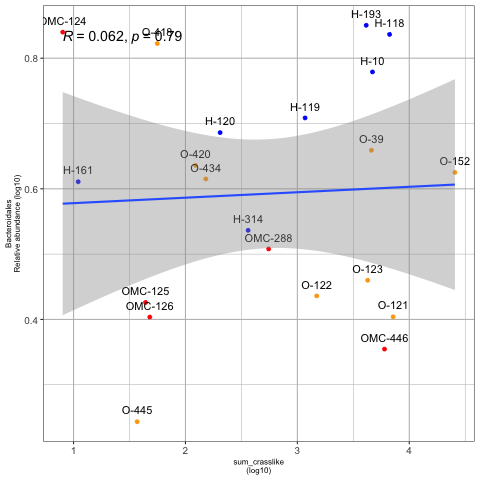 H-193
OMC-124
H-118
O-418
R = 0.062, p = 0.79
0.8
H-10
H-119
H-120
O-39
O-420
O-152
O-434
H-161
0.6
H-314
OMC-288
O-123
O-122
OMC-125
OMC-126
O-121
0.4
OMC-446
O-445
Bacteroidales
Relative abundante (log10)
1
2
3
4
sum_crasslike
(log10)